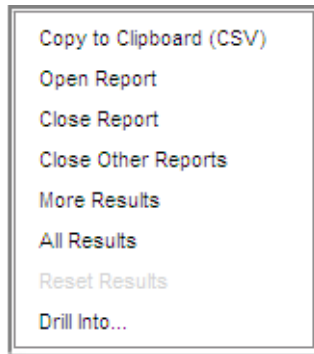 Copy to Clipboard (CSV)
Open Report
Close Report
Close Other Reports
More Results
All Results
Reset Results
Drill Into...